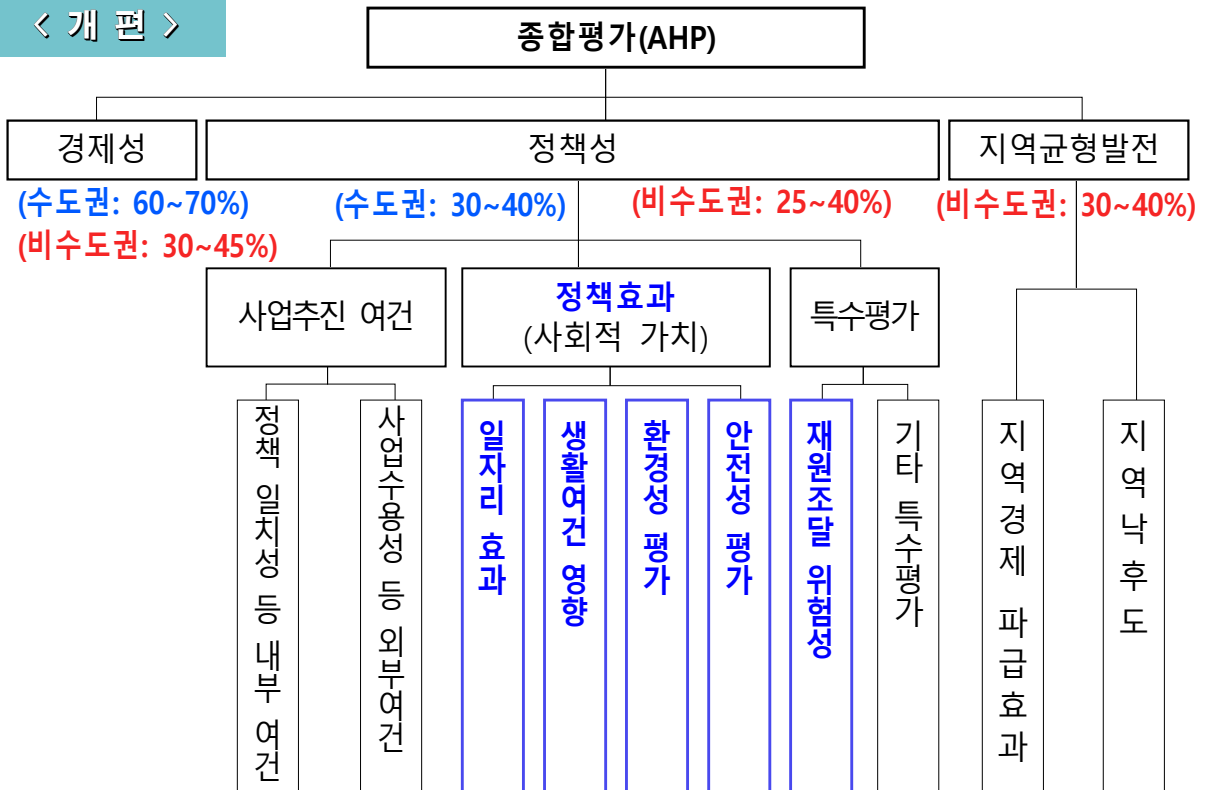 < 개 편 >
종합평가(AHP)
경제성
정책성
지역균형발전
(수도권: 60~70%)
(비수도권: 30~45%)
(수도권: 30~40%)
(비수도권: 25~40%)
(비수도권: 30~40%)
사업추진 여건
정책효과
(사회적 가치)
특수평가
정책 일치성 등 내부 여건
사업수용성 등 외부여건
일자리 효과
생활여건 영향
환경성 평가
안전성 평가
재원조달 위험성
기타 특수평가
지역경제 파급효과
지역낙후도